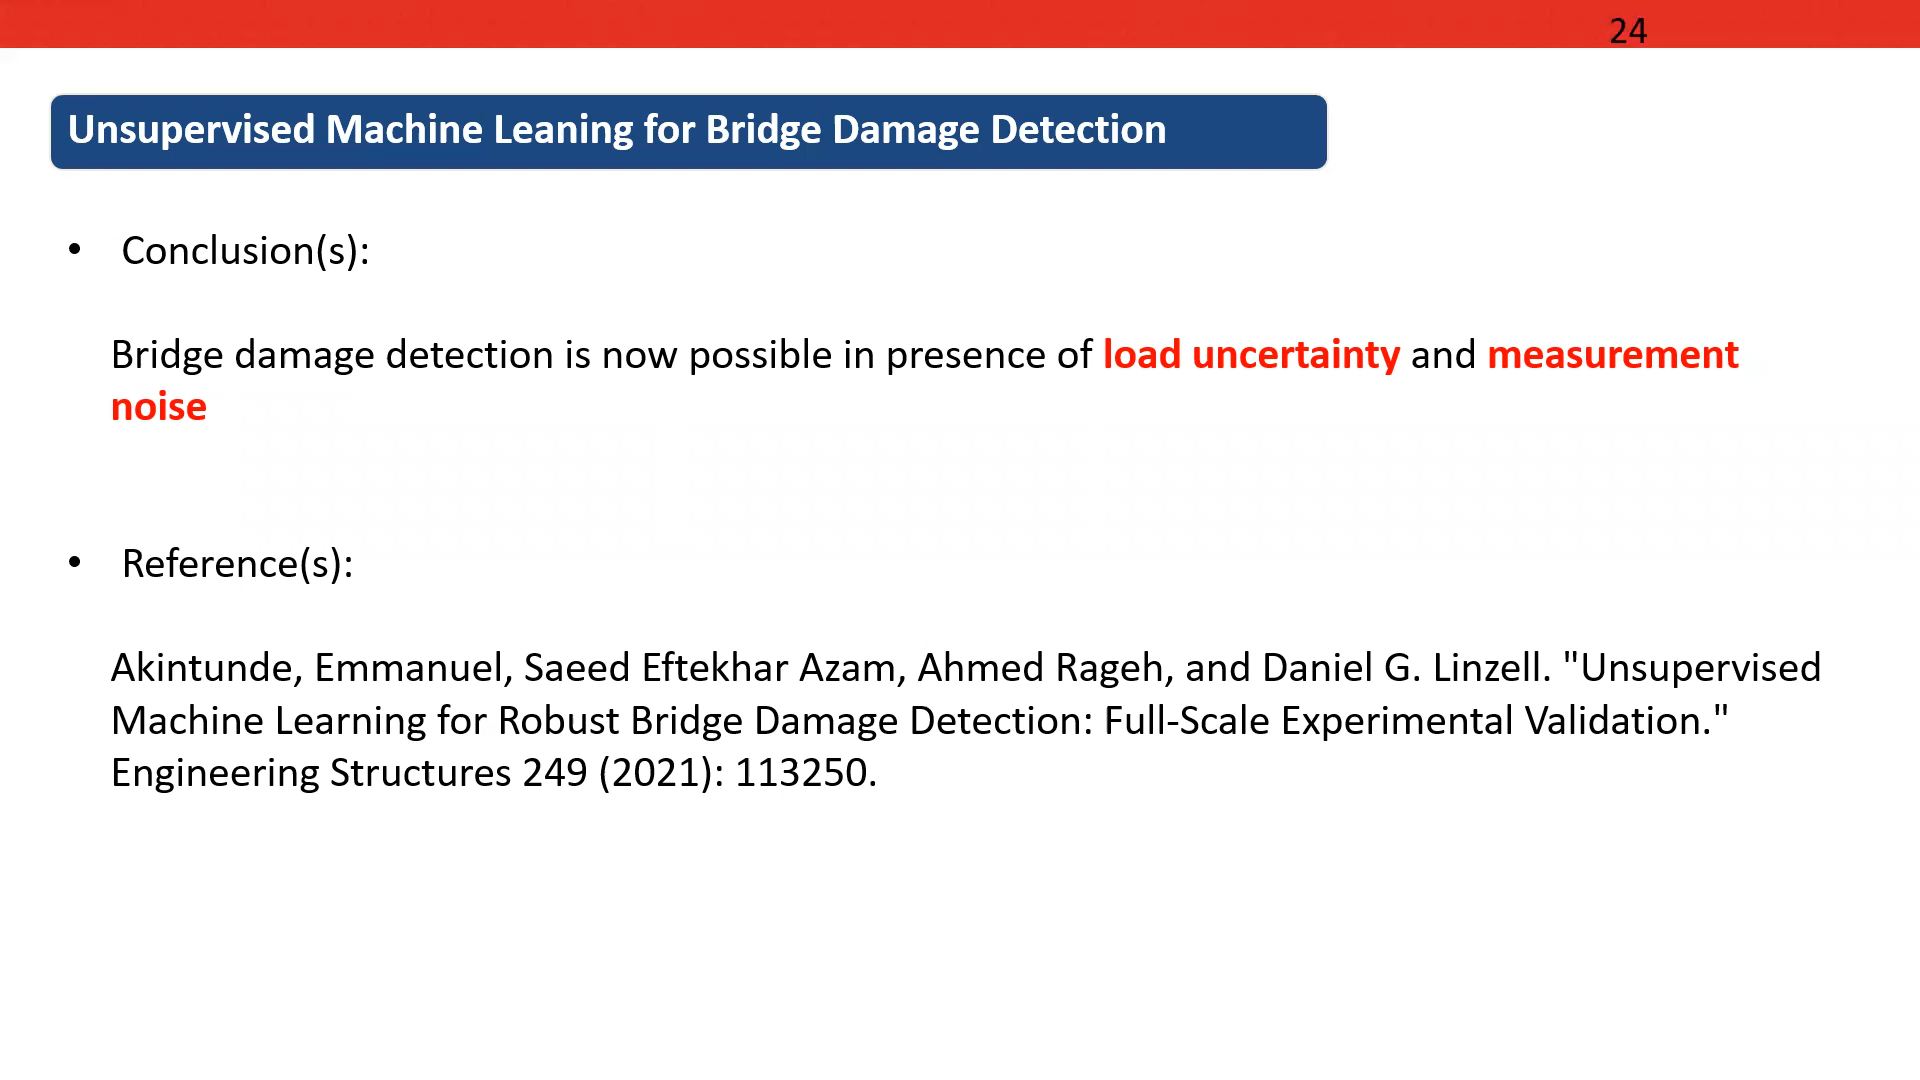 24
Unsupervised Machine Leaning for Bridge Damage Detection
• Conclusion(s):
Bridge damage detection is now possible in presence of load uncertainty and measurement
noise
• Reference(s):
Akintunde, Emmanuel, Saeed Eftekhar Azam, Ahmed Rageh, and Daniel G. Linzell. "Unsupervised
Machine Learning for Robust Bridge Damage Detection: Full-Scale Experimental Validation."
Engineering Structures 249 (2021): 113250.